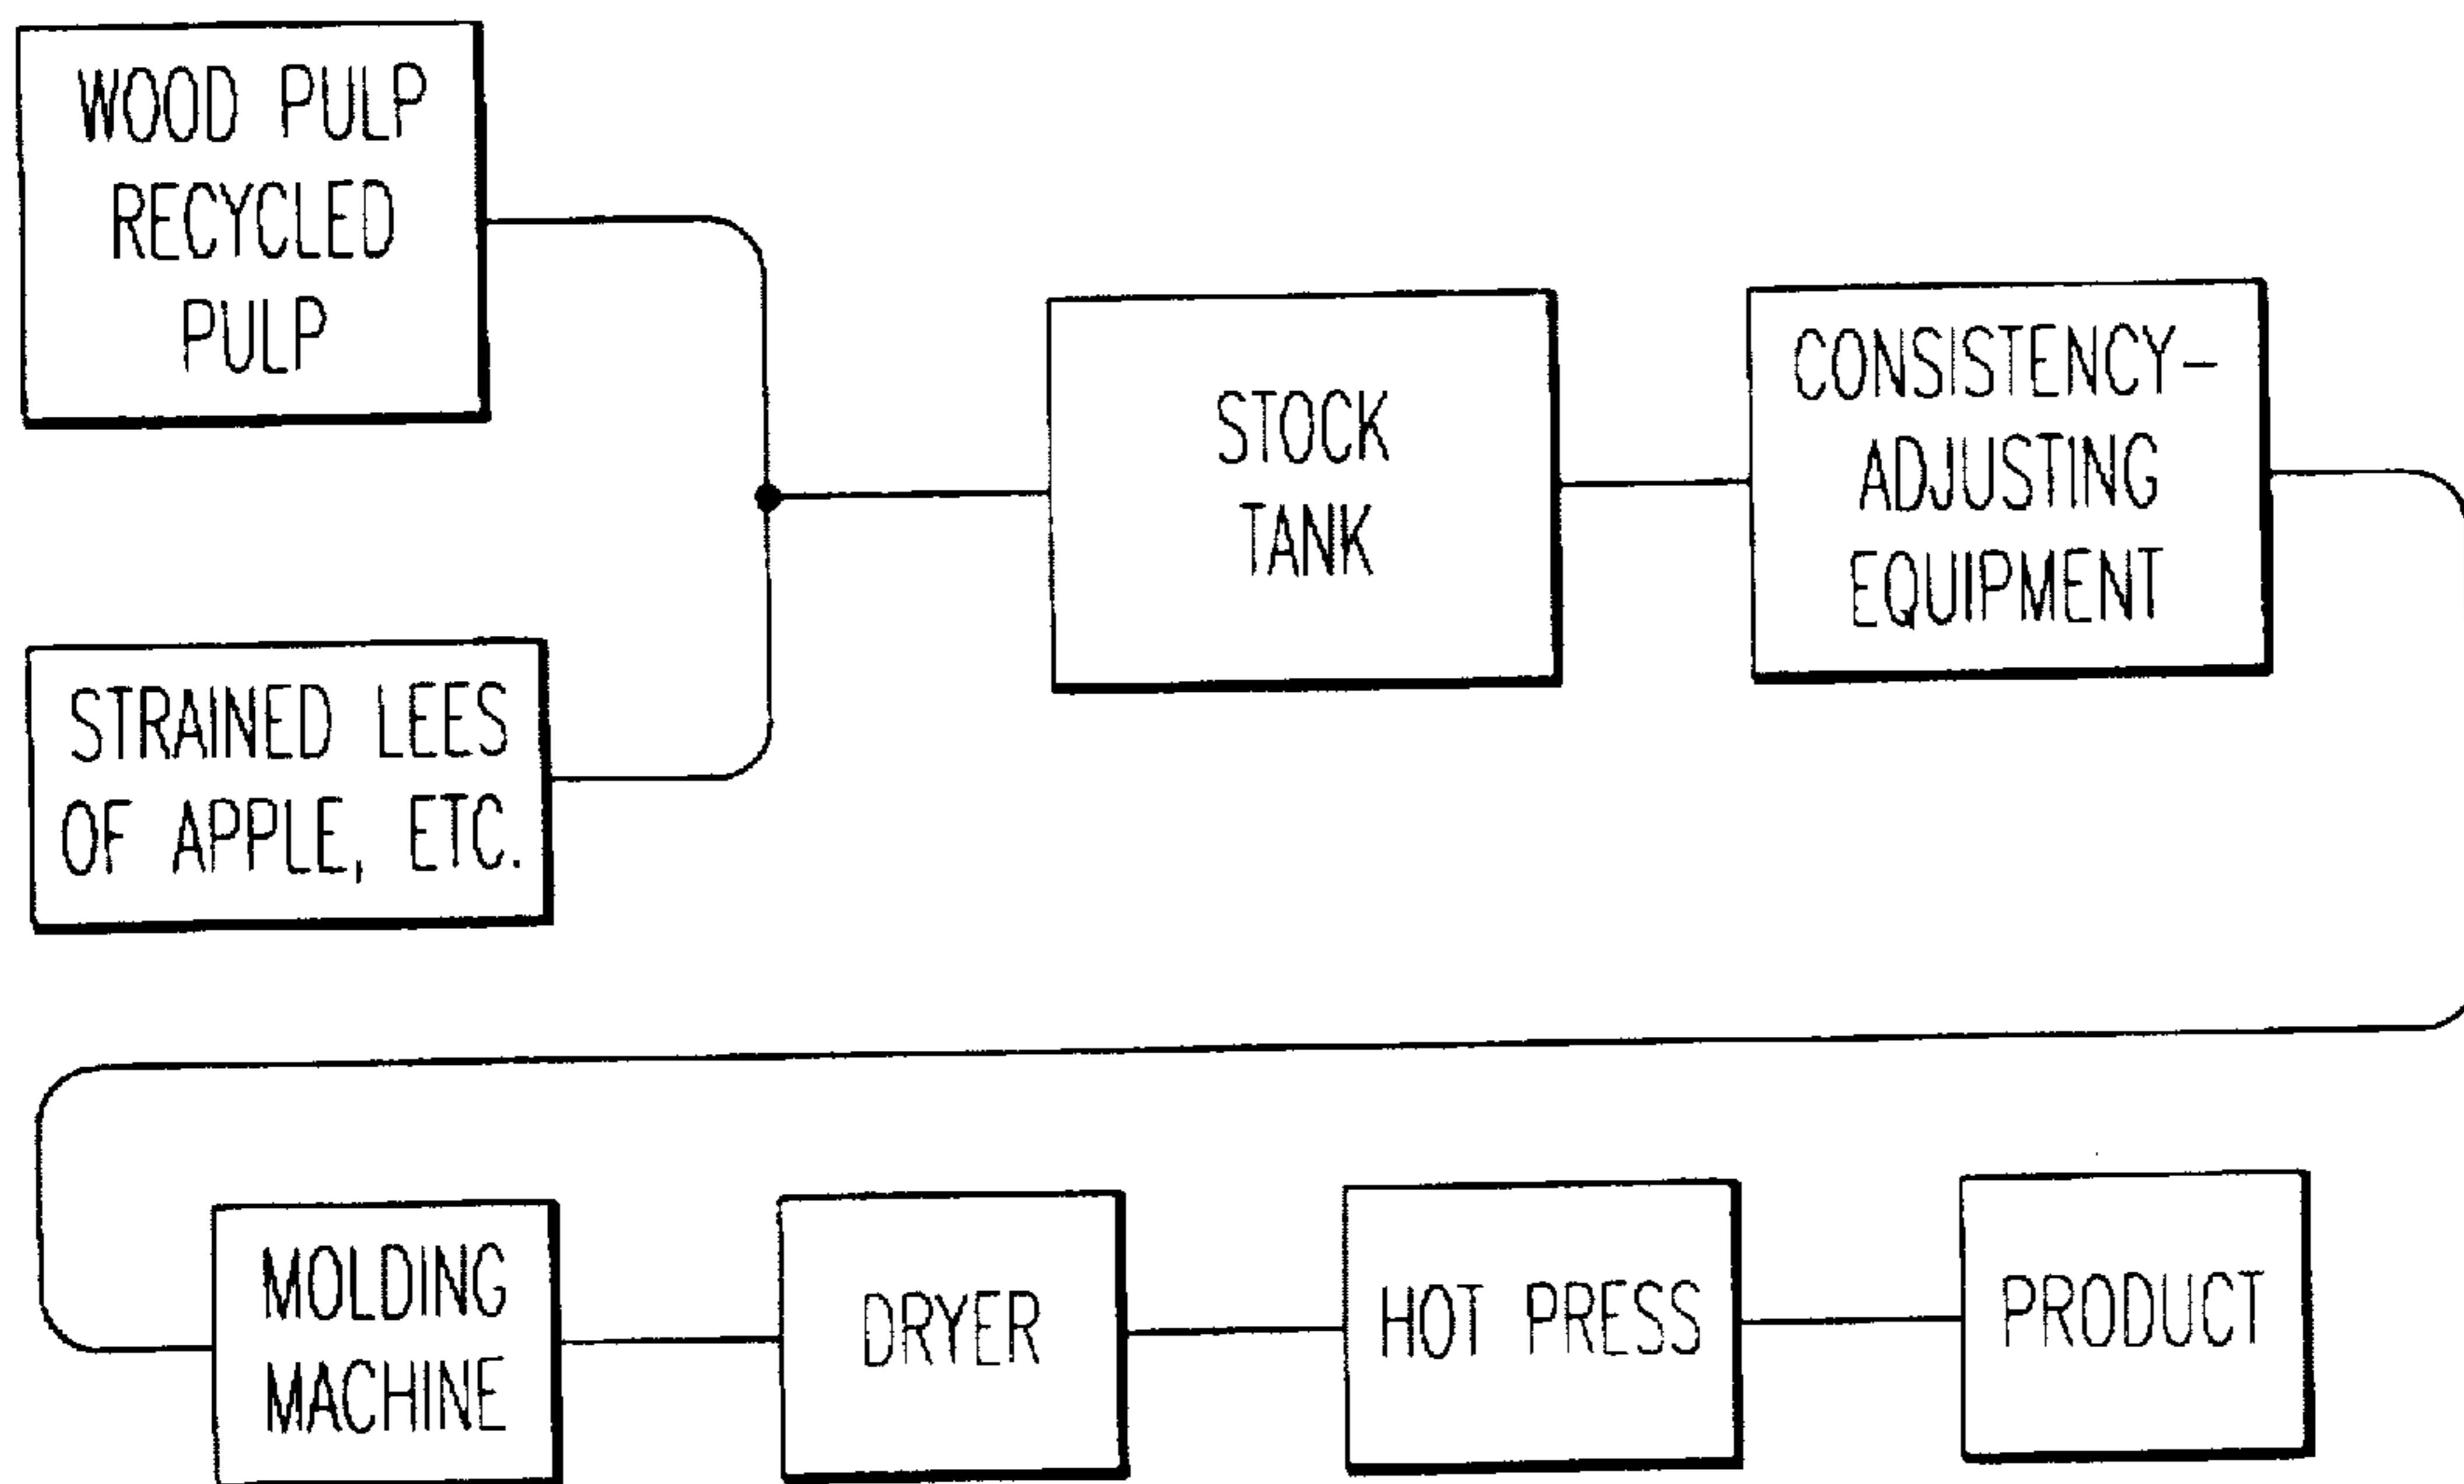 WOOD PULP
RECYCLED
PULP
STRAINED LEES
OF APPLE, ETC.
STOCK
TANK
CONSISTENCY-
ADJUSTING
EQUIPMENT
MOLDING
MACHINE
DRYER
HOT PRESS
PRODUCT